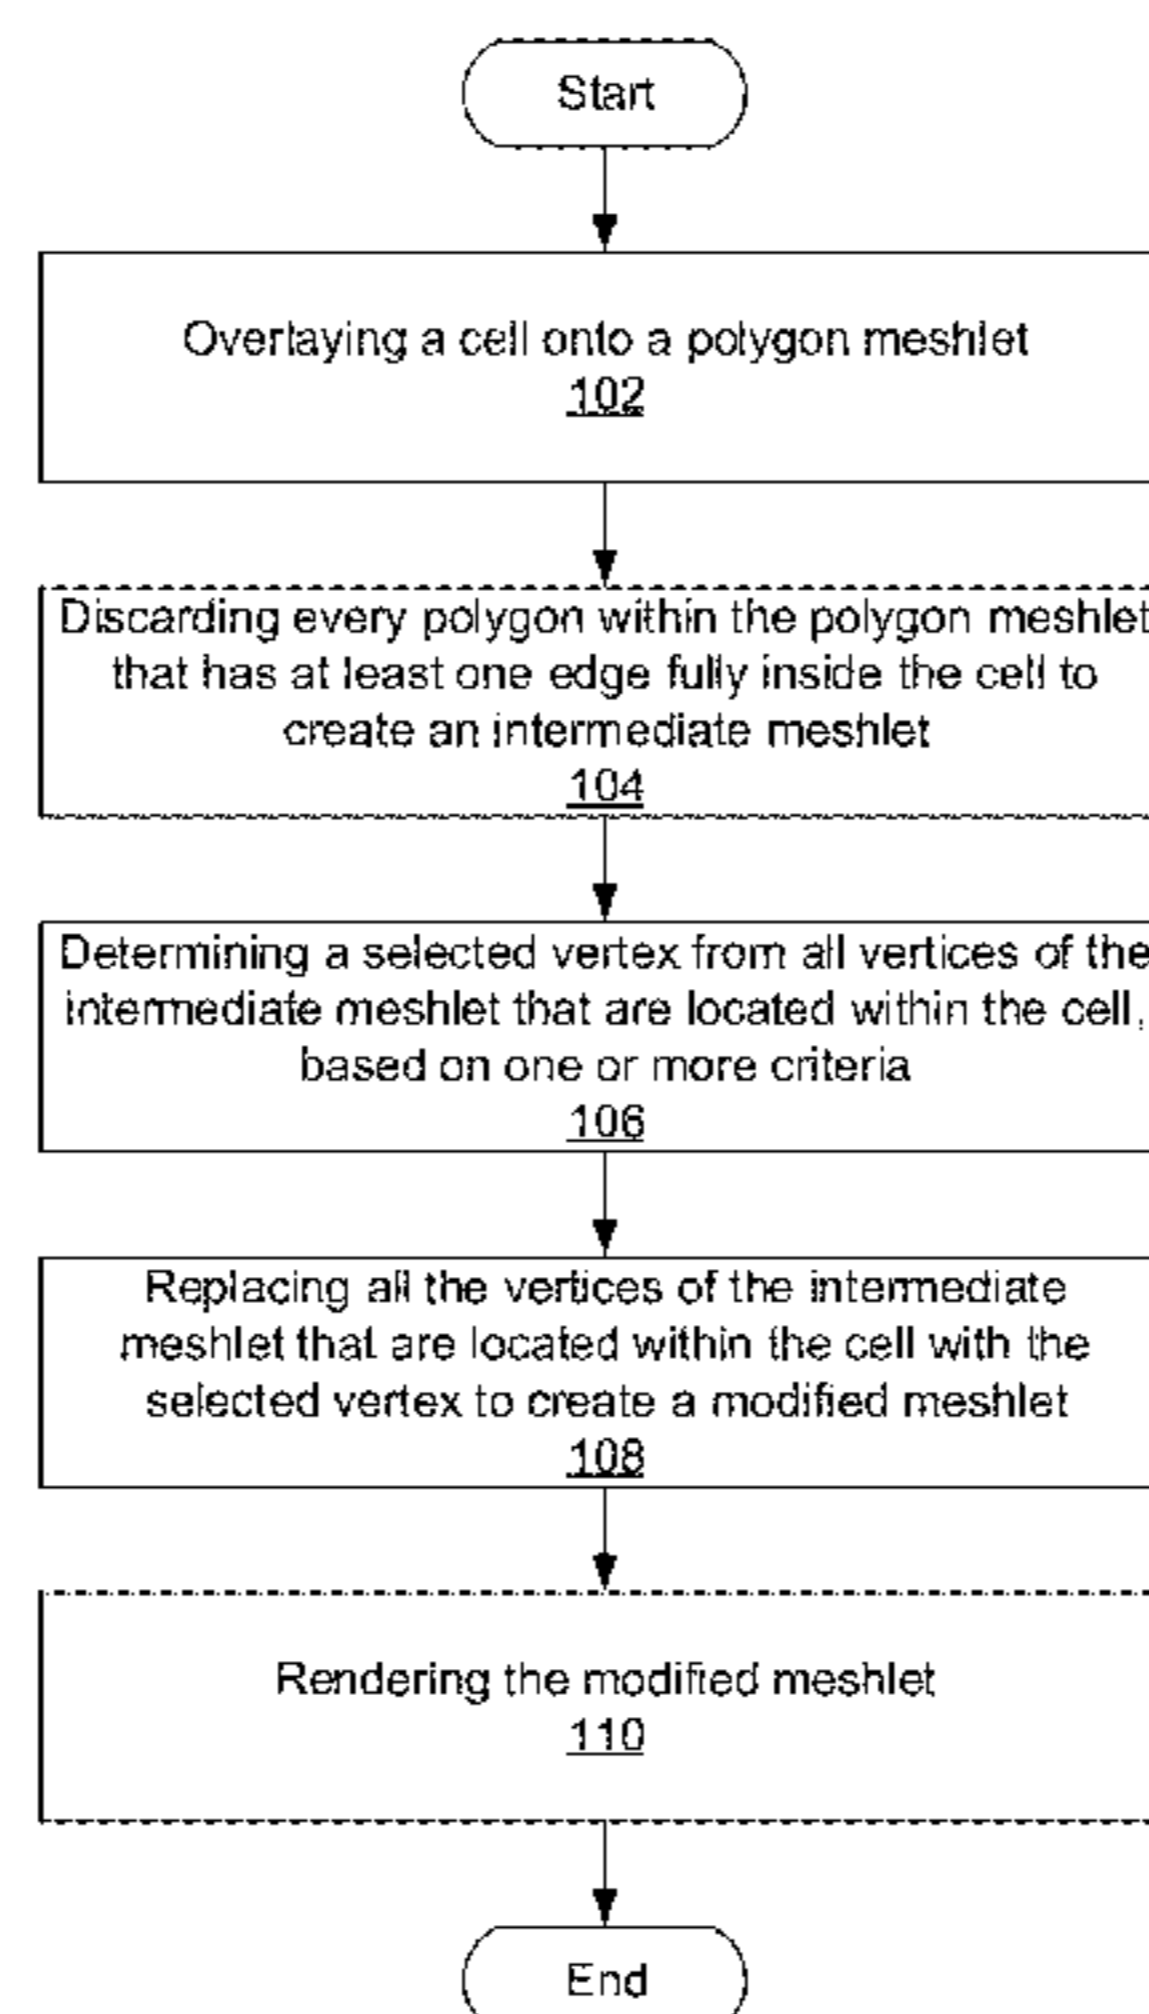 Start
Overlaying a cell onto a polygon meshlet
102
Discarding every polygon within the polygon meshlet
that has at least one edge fully inside the cell to
create an intermediate meshlet
104
Determining a selected vertex from all vertices of the
intermediate meshlet that are located within the cell,
based on one or more criteria
106
Replacing all the vertices of the intermediate
meshlet that are located within the cell with the
selected vertex to create a modified meshlet
108
Rendering the modified meshlet
110
End